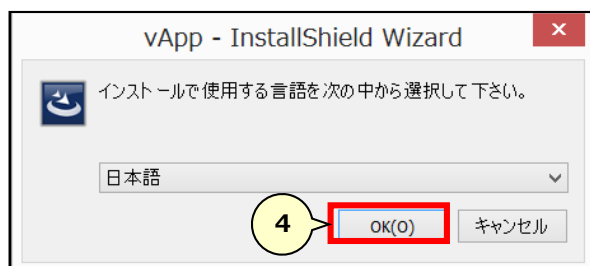 vApp - InstallShield Wizard
インストールで使用する言語を次の中から選択して下さい。
日本語
4
OK(O)
キャンセル